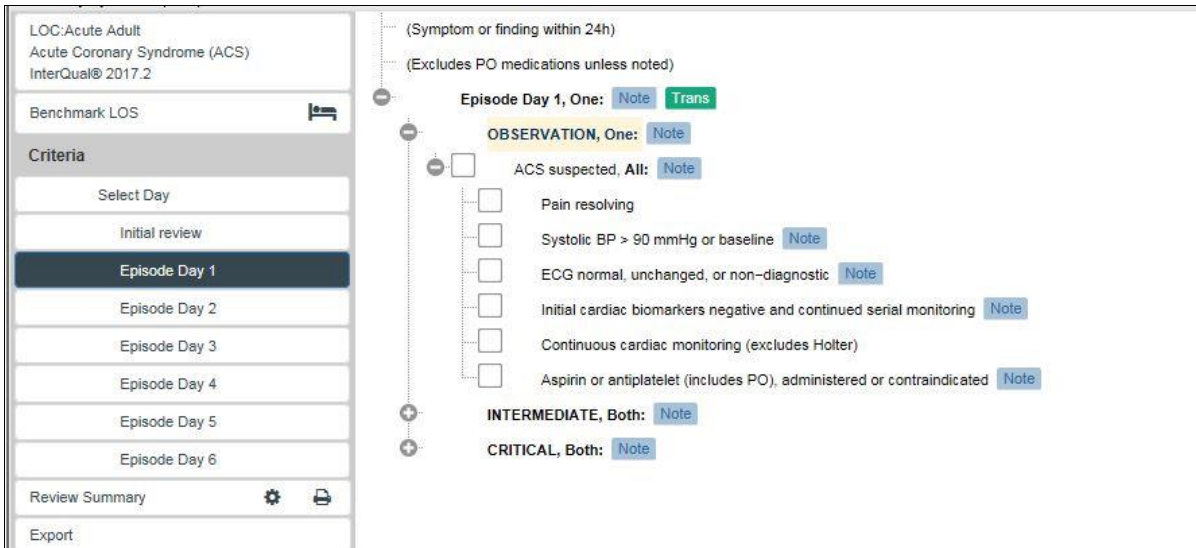 LOC:Acute Adult
Acute Coronary Syndrome (ACS)
InterQual® 2017.2
Benchmark LOS
Criteria
Select Day
Initial review
Episode Day 1
Episode Day 2
Episode Day 3
Episode Day 4
Episode Day 5
Episode Day 6
Review Summary
Export
(Symptom or finding within 24h)
(Excludes PO medications unless noted)
Episode Day 1, One: Note Trans
OBSERVATION, One: Note
ACS suspected, All: Note
Pain resolving
Systolic BP > 90 mmHg or baseline Note
ECG normal, unchanged, or non-diagnostic Note
Initial cardiac biomarkers negative and continued serial monitoring Note
Continuous cardiac monitoring (excludes Holter)
Aspirin or antiplatelet (includes PO), administered or contraindicated Note
INTERMEDIATE, Both: Note
CRITICAL, Both: Note